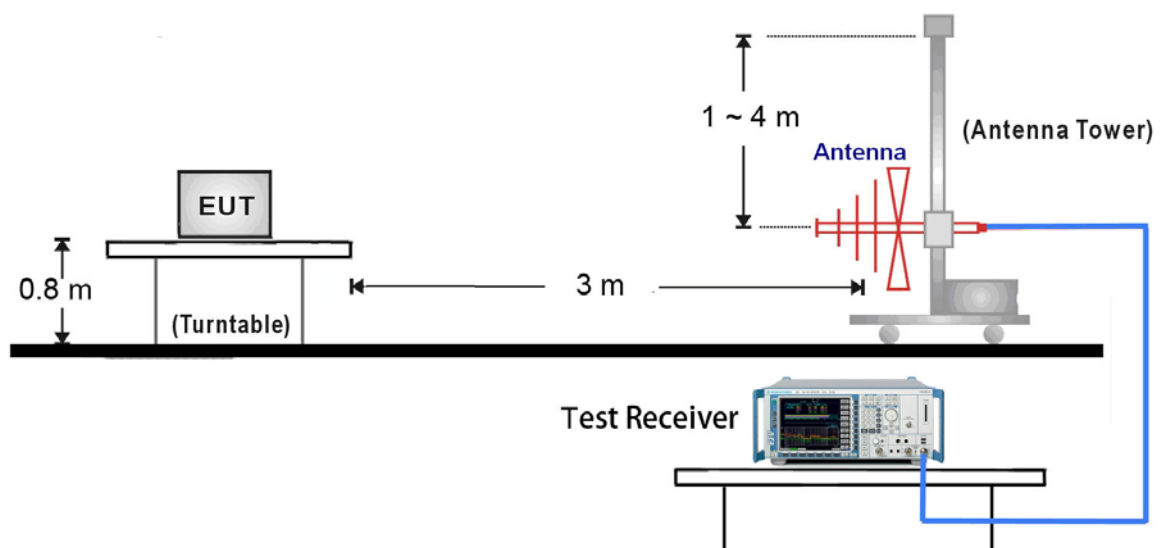 1 ~ 4 m
(Antenna Tower)
Antenna
EUT
0.8 m
3 m
(Turntable)
Test Receiver